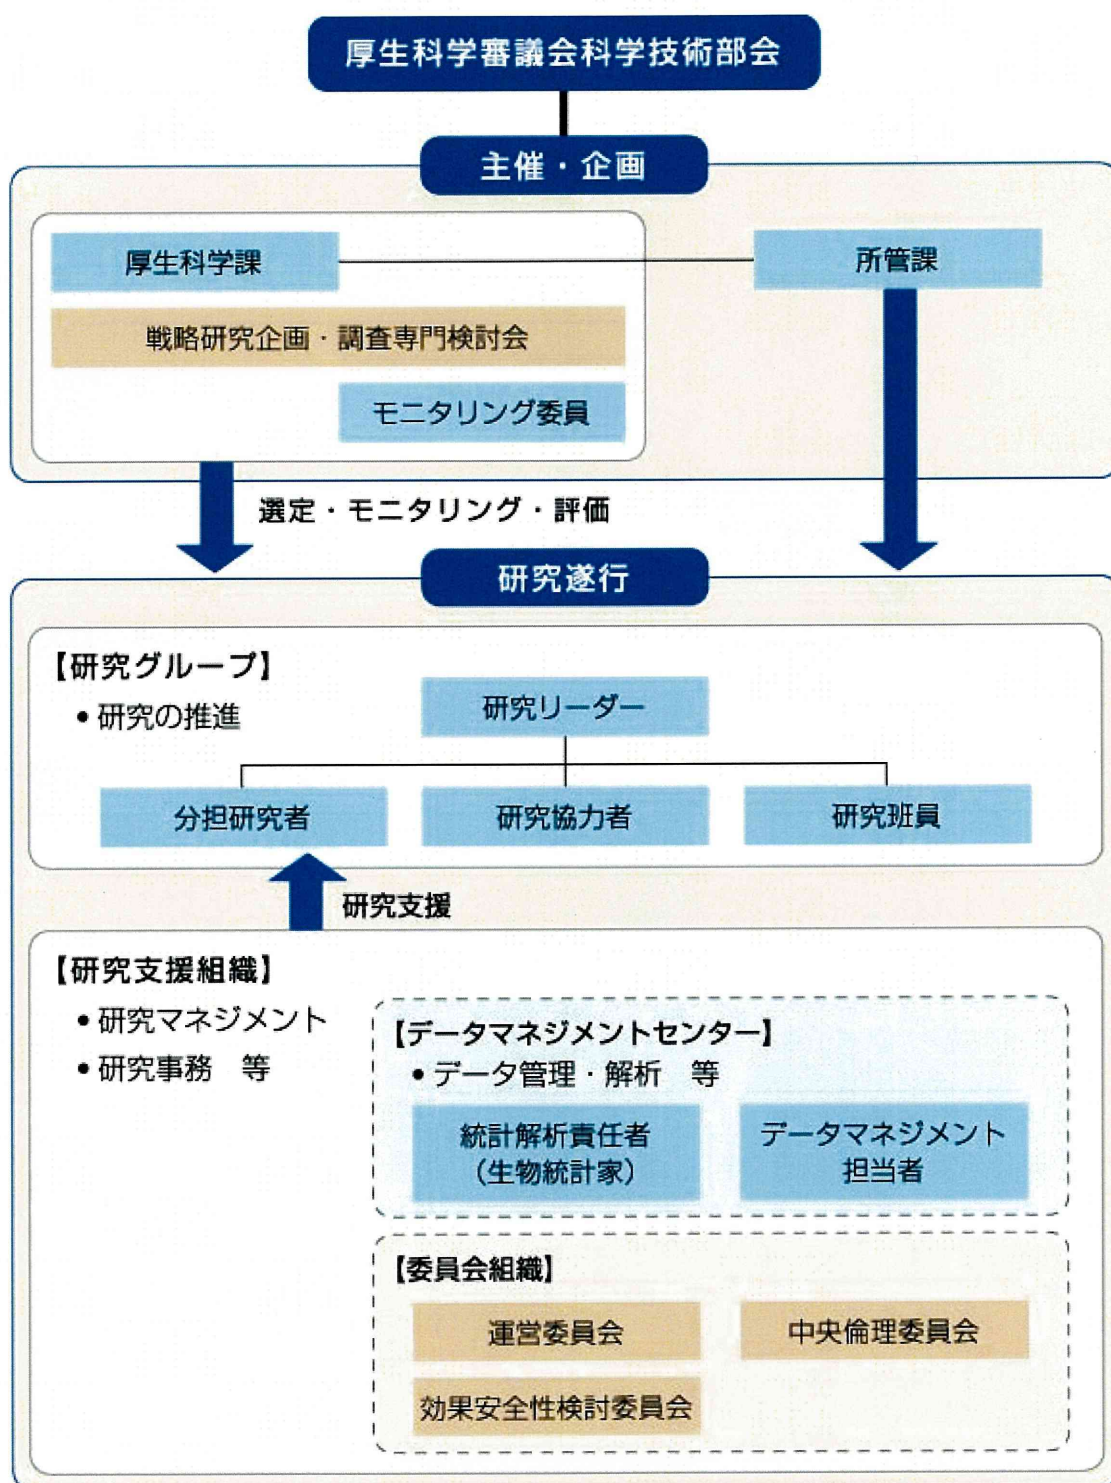 厚生科学審議会科学技術部会
主催・企画
厚生科学課
所管課
戦略研究企画・調査専門検討会
モニタリング委員
選定・モニタリング・評価
研究遂行
【研究グループ】
• 研究の推進
研究リーダー
分担研究者
研究協力者
研究班員
研究支援
【研究支援組織】
• 研究マネジメント
• 研究事務　等
【データマネジメントセンター】
• データ管理・解析　等
統計解析責任者
（生物統計家）
データマネジメント
担当者
【委員会組織】
運営委員会
中央倫理委員会
効果安全性検討委員会